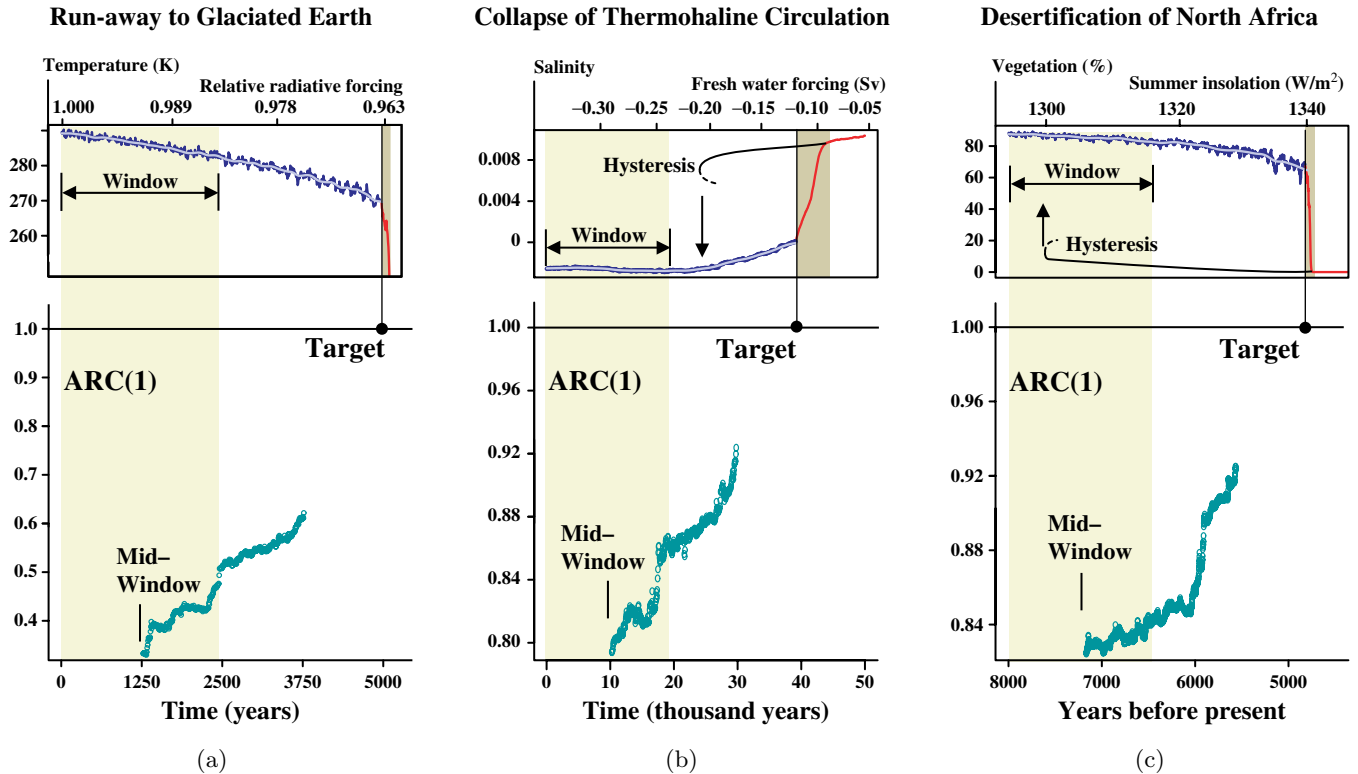 Run-away to Glaciated Earth
Temperature (K)
Relative radiative forcing
1.000 0.989 0.978 0.963
280
270
260
Window
1.0
0.9
0.8
0.7
0.6
0.5
0.4
Target
ARC(1)
Mid–
Window
0 1250 2500 3750 5000
Time (years)
(a)
Collapse of Thermohaline Circulation
Salinity
Fresh water forcing (Sv)
−0.30 −0.24 −0.20 −0.15 −0.10 −0.05
0.008
0.004
0
Hysteresis
Window
1.00
0.96
0.92
0.88
0.84
0.80
Target
ARC(1)
Mid–
Window
0 10 20 30 40 50
Time (thousand years)
(b)
Desertification of North Africa
Vegetation (%)
Summer insolation (W/m²)
1300 1320 1340
80
60
40
20
0
Window
Hysteresis
1.00
0.96
0.92
0.88
0.84
Target
ARC(1)
Mid–
Window
8000 7000 6000 5000
Years before present
(c)